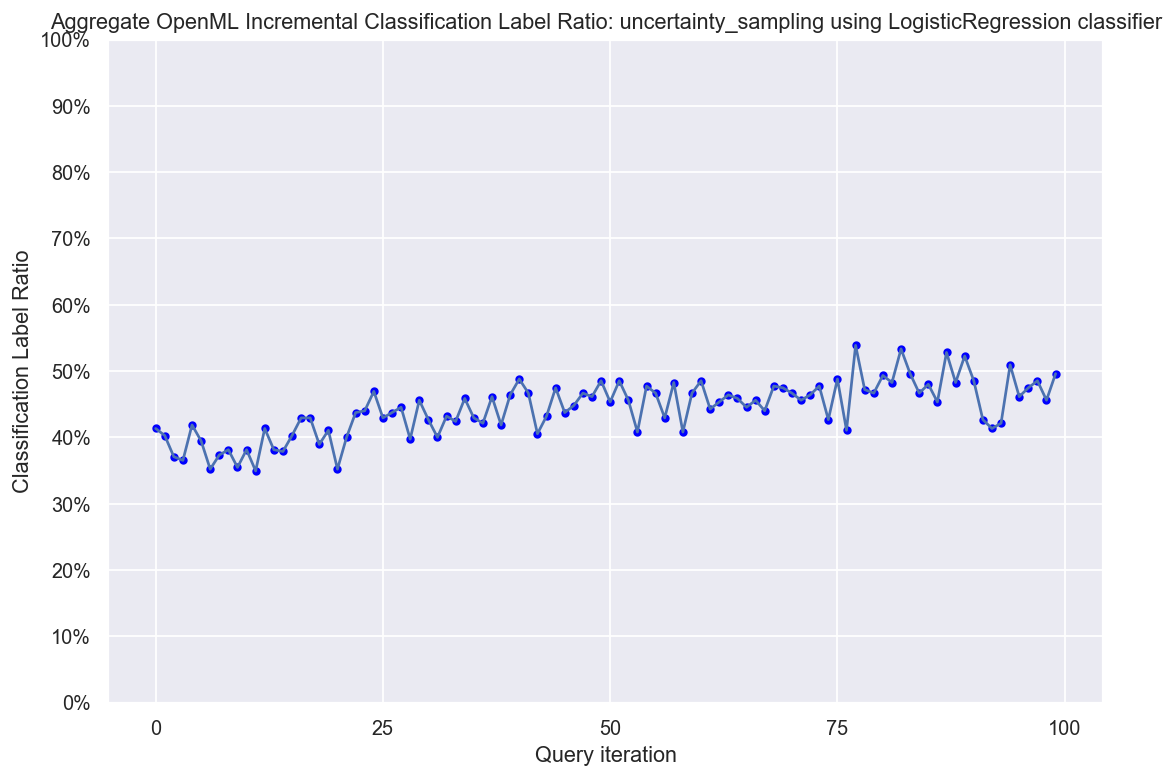 Aggregate OpenML Incremental Classification Label Ratio: uncertainty_sampling using LogisticRegression classifier
100%
90%
80%
70%
60%
50%
40%
30%
20%
10%
0%
Classification Label Ratio
0 25 50 75 100
Query iteration